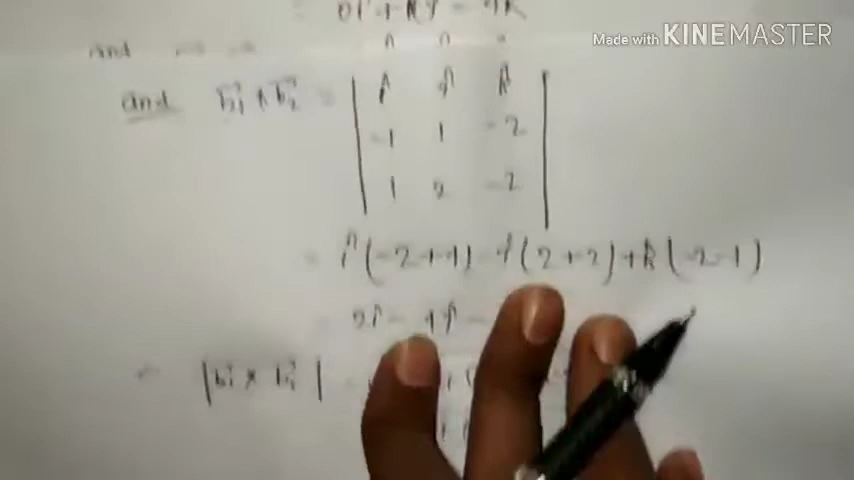 Made with KINEMASTER
And
and b₁ × b₂ = | î ĵ k̂ |
| -1 1 -2 |
| 1 2 -2 |
= î(-2+4) - ĵ(2+2) + k̂(-2-1)
= 2î - 4ĵ -
|b₁ × b₂|